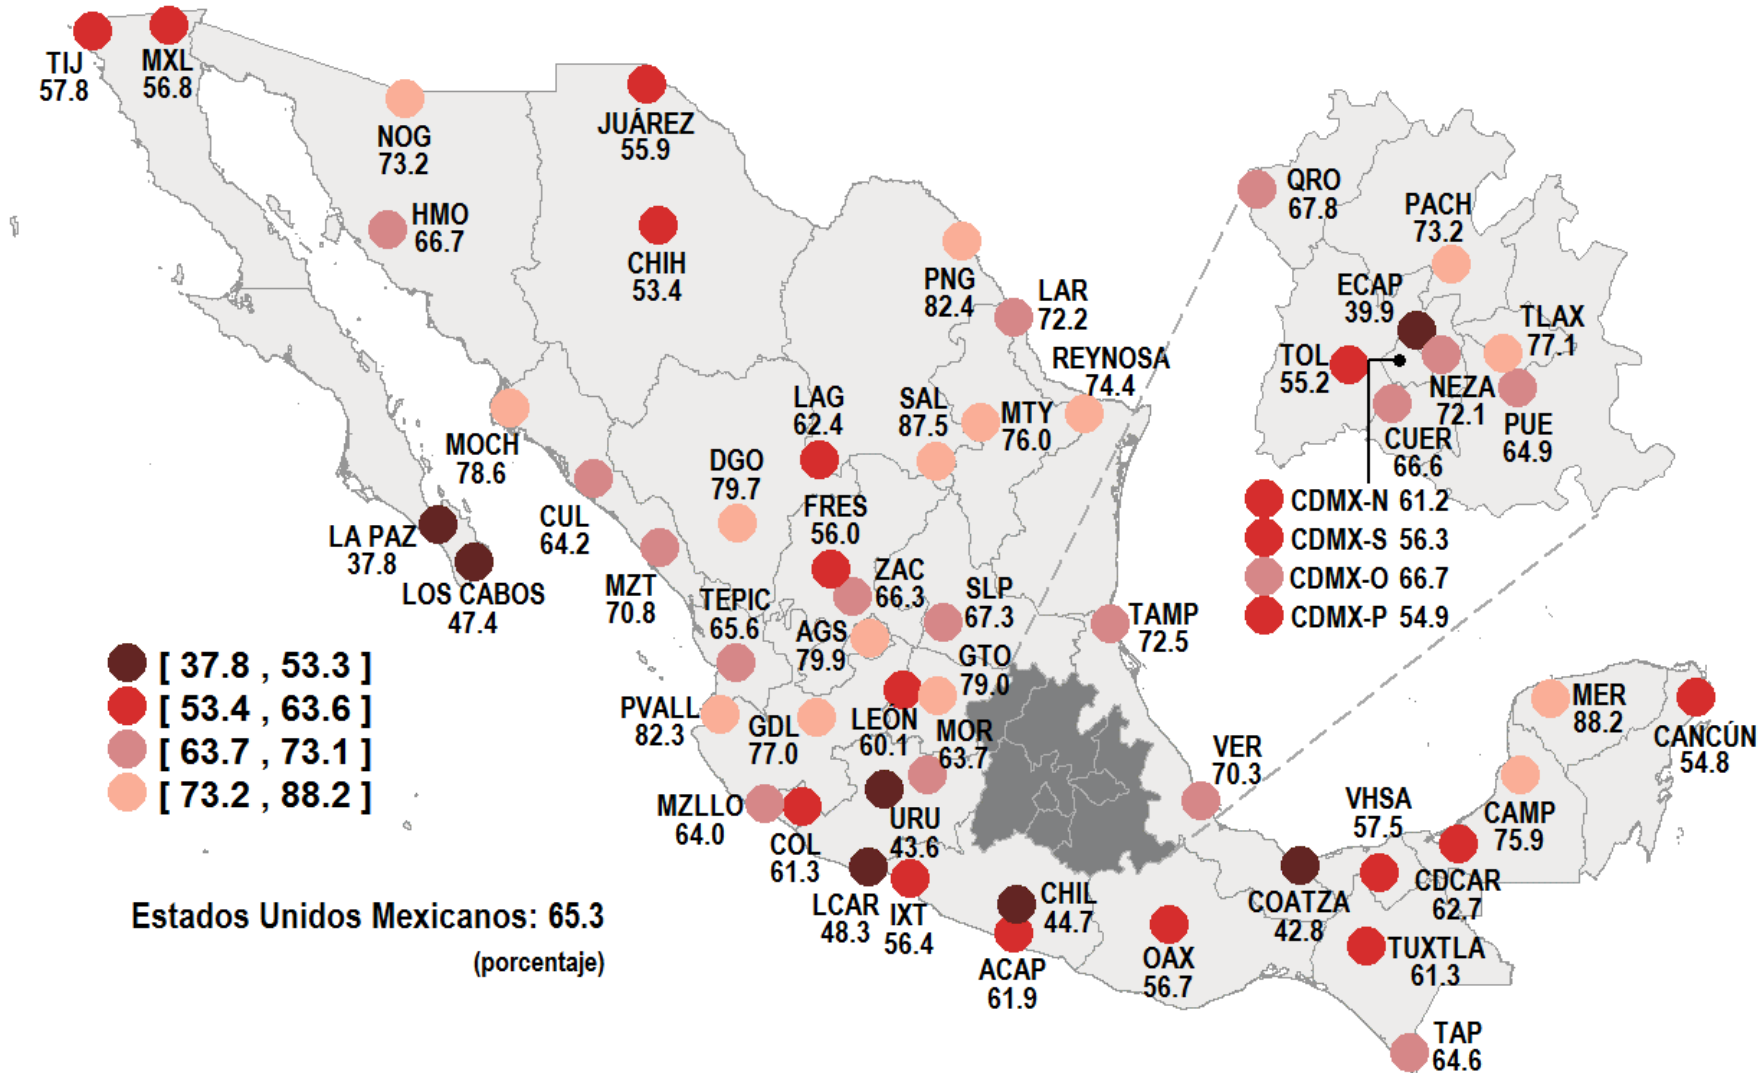 TIJ
57.8
MXL
56.8
NOG
73.2
HMO
66.7
JUÁREZ
55.9
CHIH
53.4
PNG
82.4
LAR
72.2
REYNOSA
74.4
LAG
62.4
SAL
87.5
MTY
76.0
MOCH
78.6
DGO
79.7
FRES
56.0
CUL
64.2
LA PAZ
37.8
LOS CABOS
47.4
MZT
70.8
TEPIC
65.6
ZAC
66.3
SLP
67.3
AGS
79.9
GTO
79.0
TAMP
72.5
PVALL
82.3
GDL
77.0
LEÓN
60.1
MOR
63.7
MZLLO
64.0
COL
61.3
URU
43.6
LCAR
48.3
IXT
56.4
CHIL
44.7
ACAP
61.9
OAX
56.7
VER
70.3
COATZA
42.8
VHSA
57.5
CDCAR
62.7
CAMP
75.9
MER
88.2
CANCÚN
54.8
TUXTLA
61.3
TAP
64.6
QRO
67.8
PACH
73.2
ECAP
39.9
TLAX
77.1
TOL
55.2
NEZA
72.1
CUER
66.6
PUE
64.9
CDMX-N 61.2
CDMX-S 56.3
CDMX-O 66.7
CDMX-P 54.9
[ 37.8 , 53.3 ]
[ 53.4 , 63.6 ]
[ 63.7 , 73.1 ]
[ 73.2 , 88.2 ]
Estados Unidos Mexicanos: 65.3
(porcentaje)